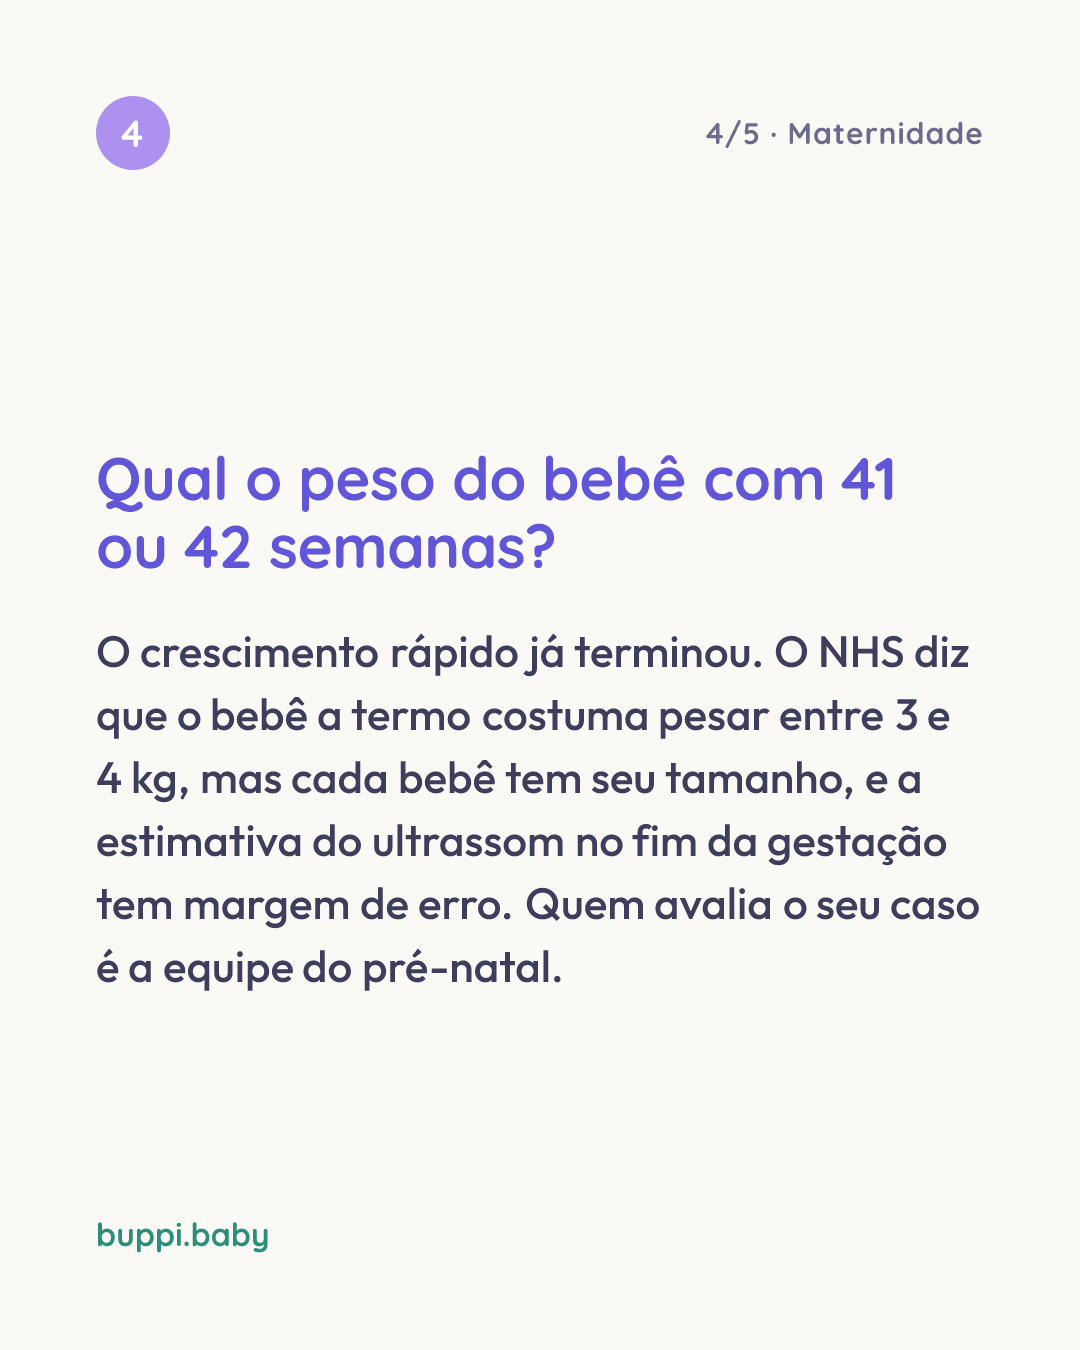 4
4/5 · Maternidade
Qual o peso do bebê com 41
ou 42 semanas?
O crescimento rápido já terminou. O NHS diz
que o bebê a termo costuma pesar entre 3 e
4 kg, mas cada bebê tem seu tamanho, e a
estimativa do ultrassom no fim da gestação
tem margem de erro. Quem avalia o seu caso
é a equipe do pré-natal.
buppi.baby